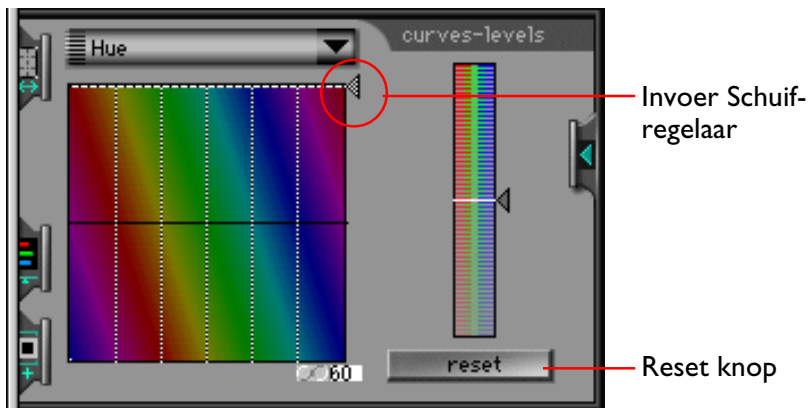 Hue
curves-levels
Invoer Schuif-
regelaar
60
reset
Reset knop